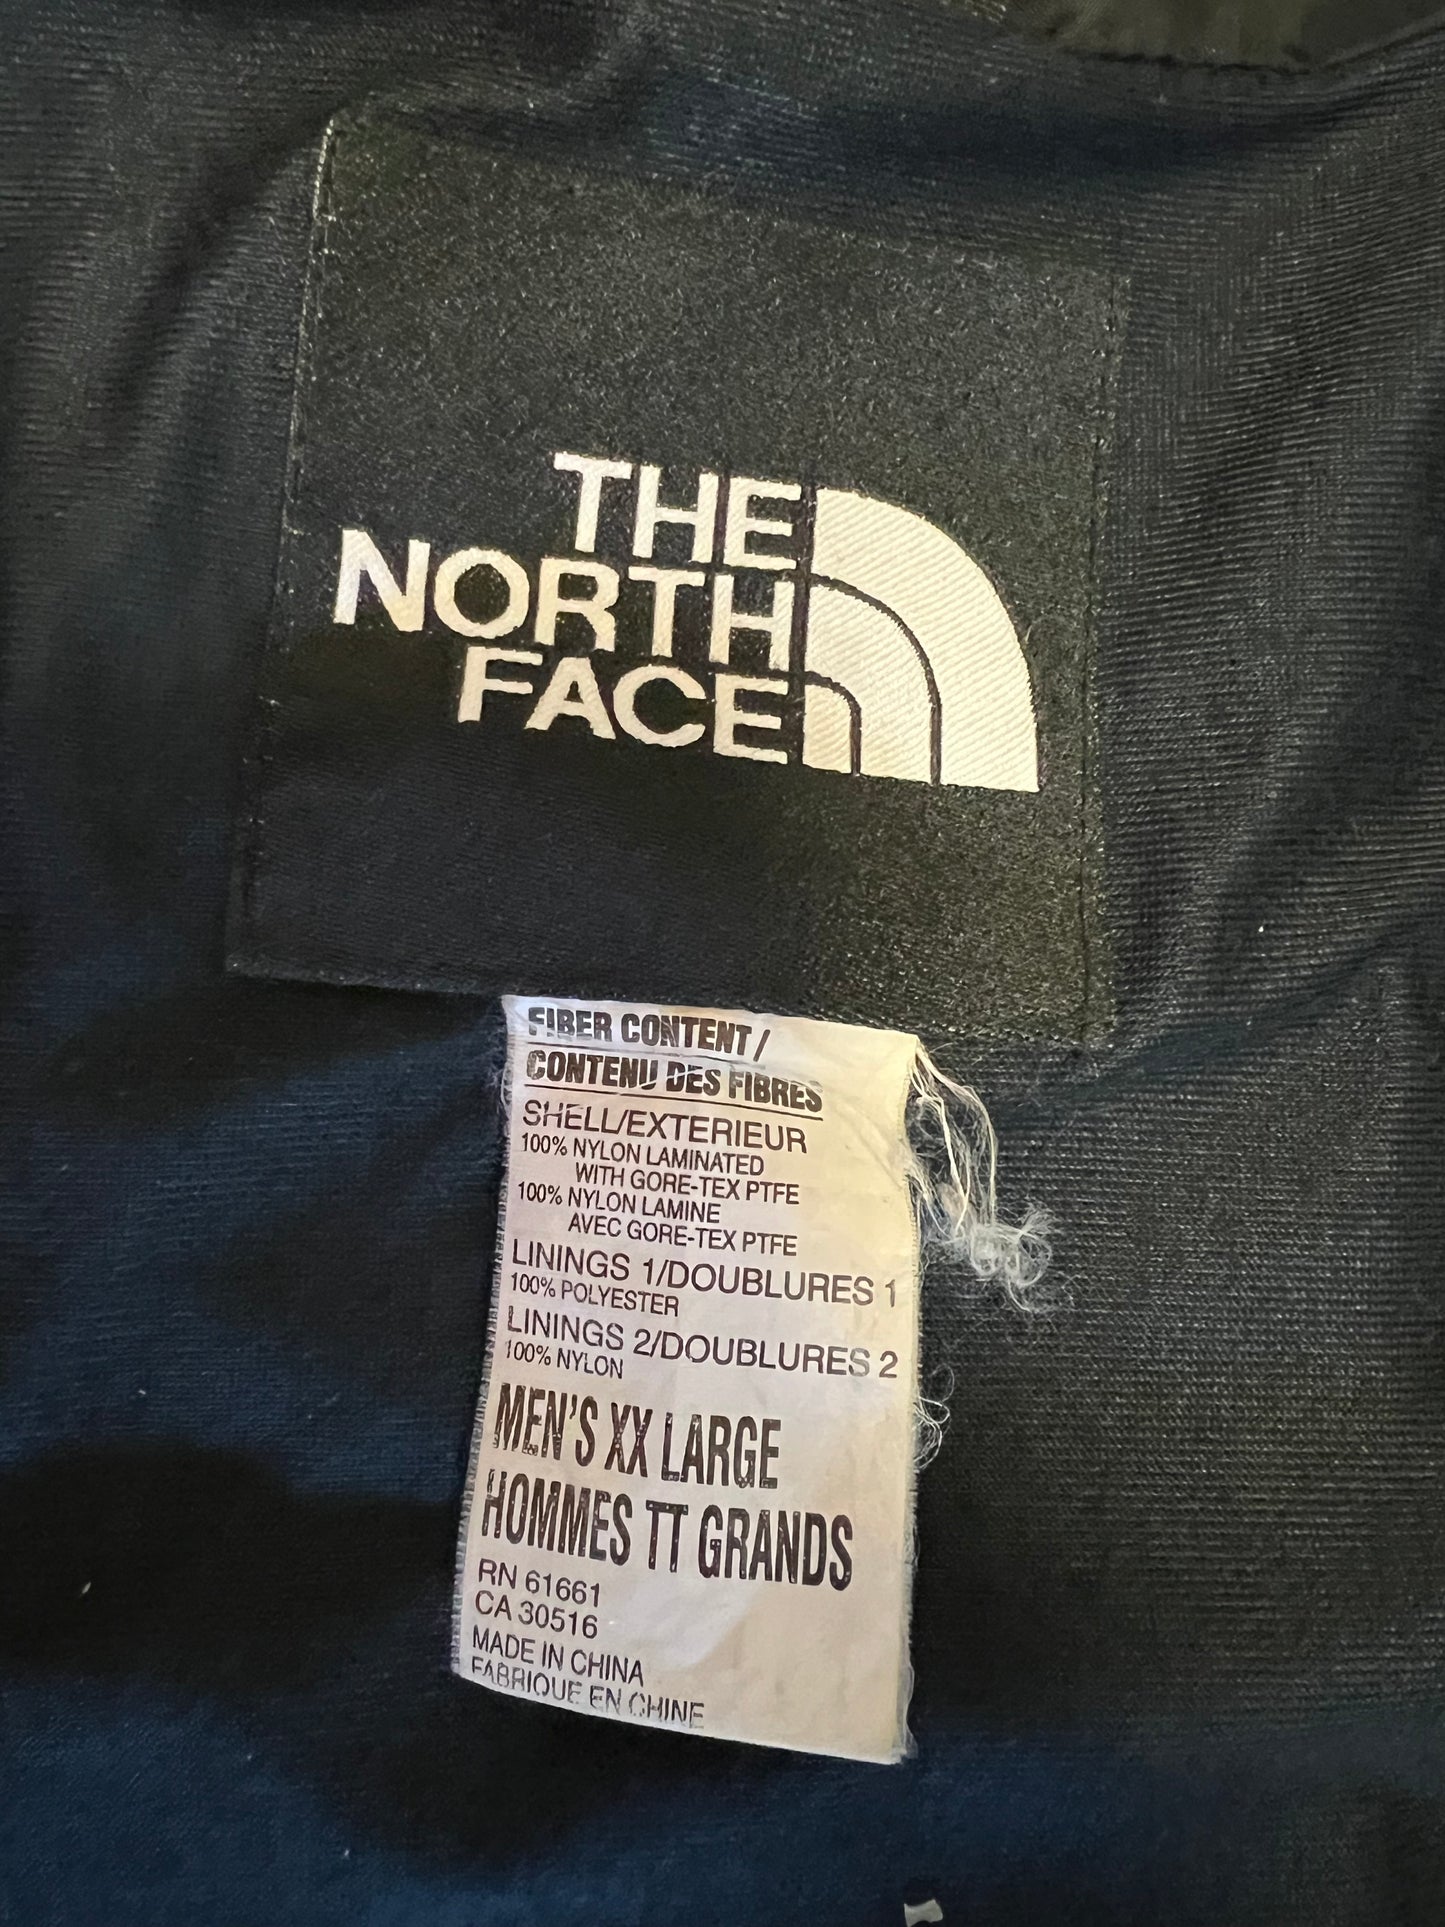 THE
NORTH
FACE
FIBER CONTENT/
CONTENU DES FIBRES
SHELL/EXTERIEUR
100% NYLON LAMINATED
WITH GORE-TEX PTFE
100% NYLON LAMINE
AVEC GORE-TEX PTFE
LININGS 1/DOUBLURES 1
100% POLYESTER
LININGS 2/DOUBLURES 2
100% NYLON
MEN'S XX LARGE
HOMMES TT GRANDS
RN 61661
CA 30516
MADE IN CHINA
FABRIQUE EN CHINE